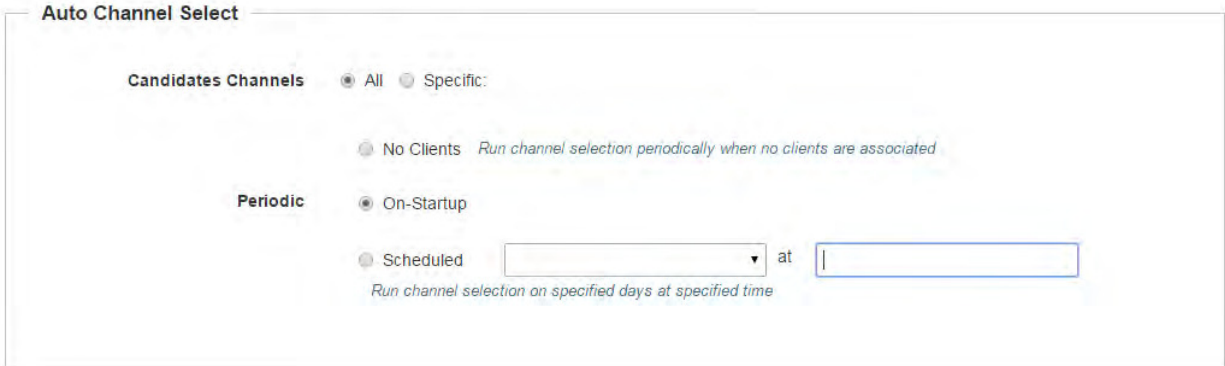 Auto Channel Select
Candidates Channels All Specific:
No Clients Run channel selection periodically when no clients are associated
Periodic On-Startup
Scheduled at
Run channel selection on specified days at specified time